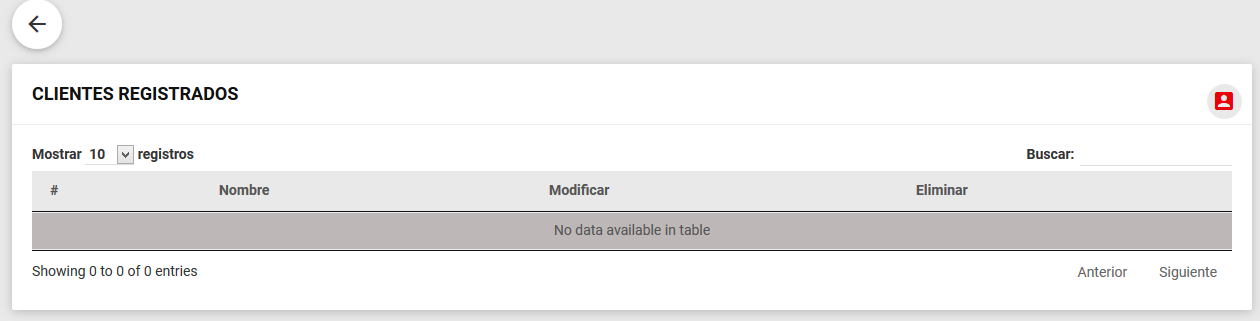 CLIENTES REGISTRADOS
Mostrar 10 registros Buscar:
# Nombre Modificar Eliminar
No data available in table
Showing 0 to 0 of 0 entries Anterior Siguiente